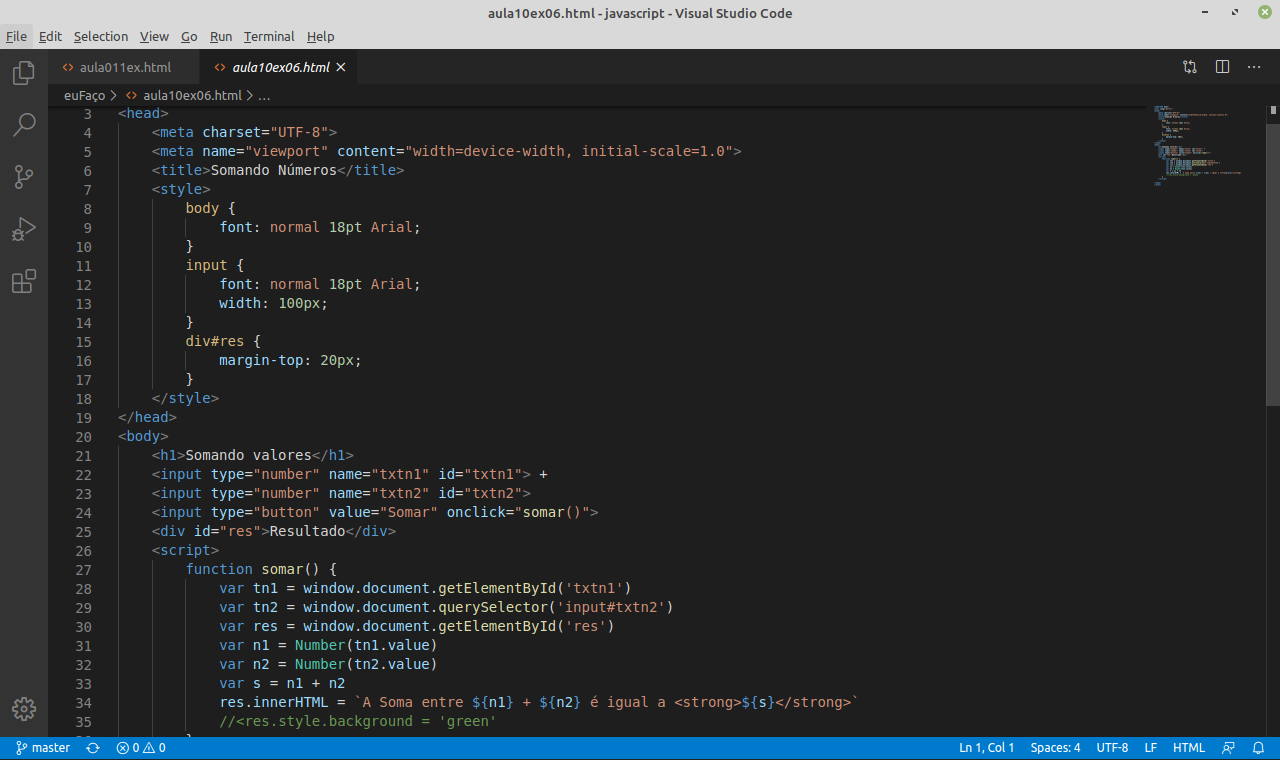 aula10ex06.html - javascript - Visual Studio Code
File Edit Selection View Go Run Terminal Help
aula011ex.html aula10ex06.html
euFaço > aula10ex06.html > ...
3 <head>
4 <meta charset="UTF-8">
5 <meta name="viewport" content="width=device-width, initial-scale=1.0">
6 <title>Somando Números</title>
7 <style>
8 body {
9 font: normal 18pt Arial;
10 }
11 input {
12 font: normal 18pt Arial;
13 width: 100px;
14 }
15 div#res {
16 margin-top: 20px;
17 }
18 </style>
19 </head>
20 <body>
21 <h1>Somando valores</h1>
22 <input type="number" name="txtn1" id="txtn1"> +
23 <input type="number" name="txtn2" id="txtn2">
24 <input type="button" value="Somar" onclick="somar()">
25 <div id="res">Resultado</div>
26 <script>
27 function somar() {
28 var tn1 = window.document.getElementById('txtn1')
29 var tn2 = window.document.querySelector('input#txtn2')
30 var res = window.document.getElementById('res')
31 var n1 = Number(tn1.value)
32 var n2 = Number(tn2.value)
33 var s = n1 + n2
34 res.innerHTML = `A Soma entre ${n1} + ${n2} é igual a <strong>${s}</strong>`
35 //<res.style.background = 'green'
master 0 0 Ln 1, Col 1 Spaces: 4 UTF-8 LF HTML